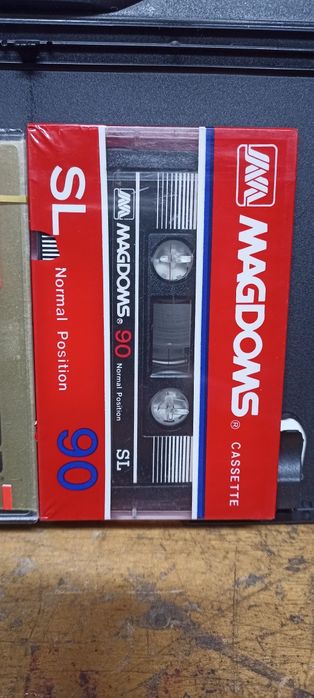 MAGDOMS® CASSETTE
MAGDOMS® 90 Normal Position SL
SL Normal Position 90